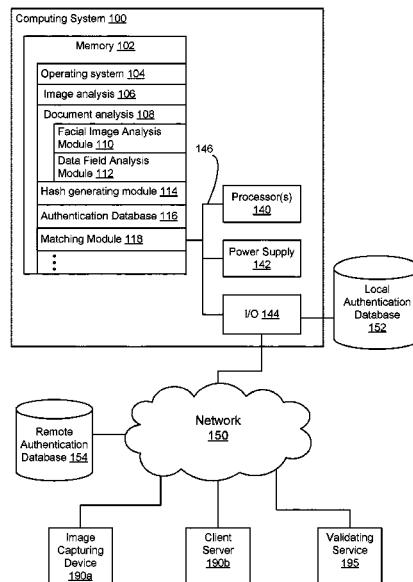 Computing System 100
Memory 102
Operating system 104
Image analysis 106
Document analysis 108
Facial Image Analysis
Module 110
Data Field Analysis
Module 112
Hash generating module 114
Authentication Database 116
Matching Module 118
146
Processor(s)
140
Power Supply
142
I/O 144
Local
Authentication
Database
152
Network
150
Remote
Authentication
Database 154
Image
Capturing
Device
190a
Client
Server
190b
Validating
Service
195